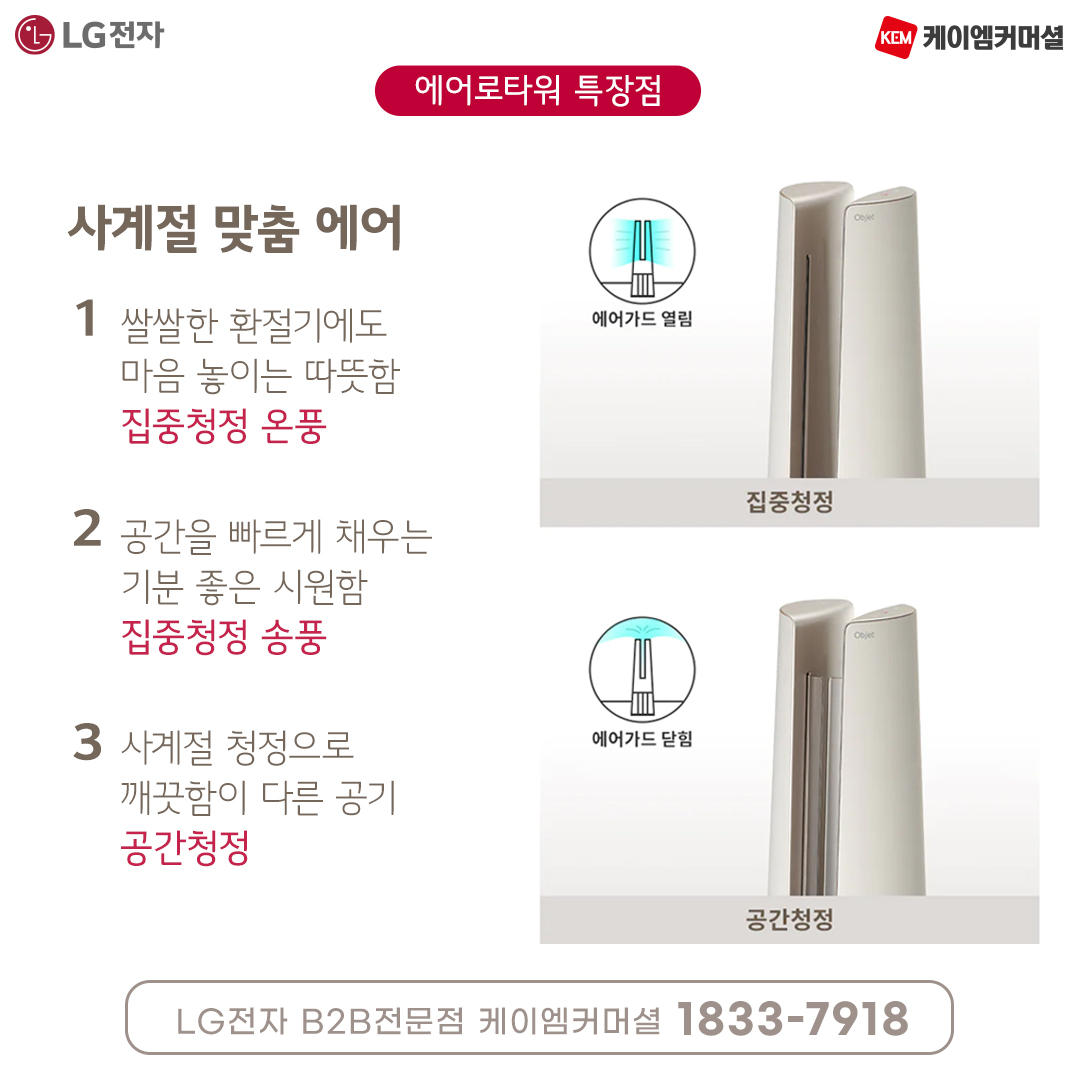 LG전자
KEM 케이엠커머셜
에어로타워 특장점
사계절 맞춤 에어
1 쌀쌀한 환절기에도
마음 놓이는 따뜻함
집중청정 온풍
2 공간을 빠르게 채우는
기분 좋은 시원함
집중청정 송풍
3 사계절 청정으로
깨끗함이 다른 공기
공간청정
에어가드 열림
Objet
집중청정
에어가드 닫힘
Objet
공간청정
LG전자 B2B전문점 케이엠커머셜 1833-7918